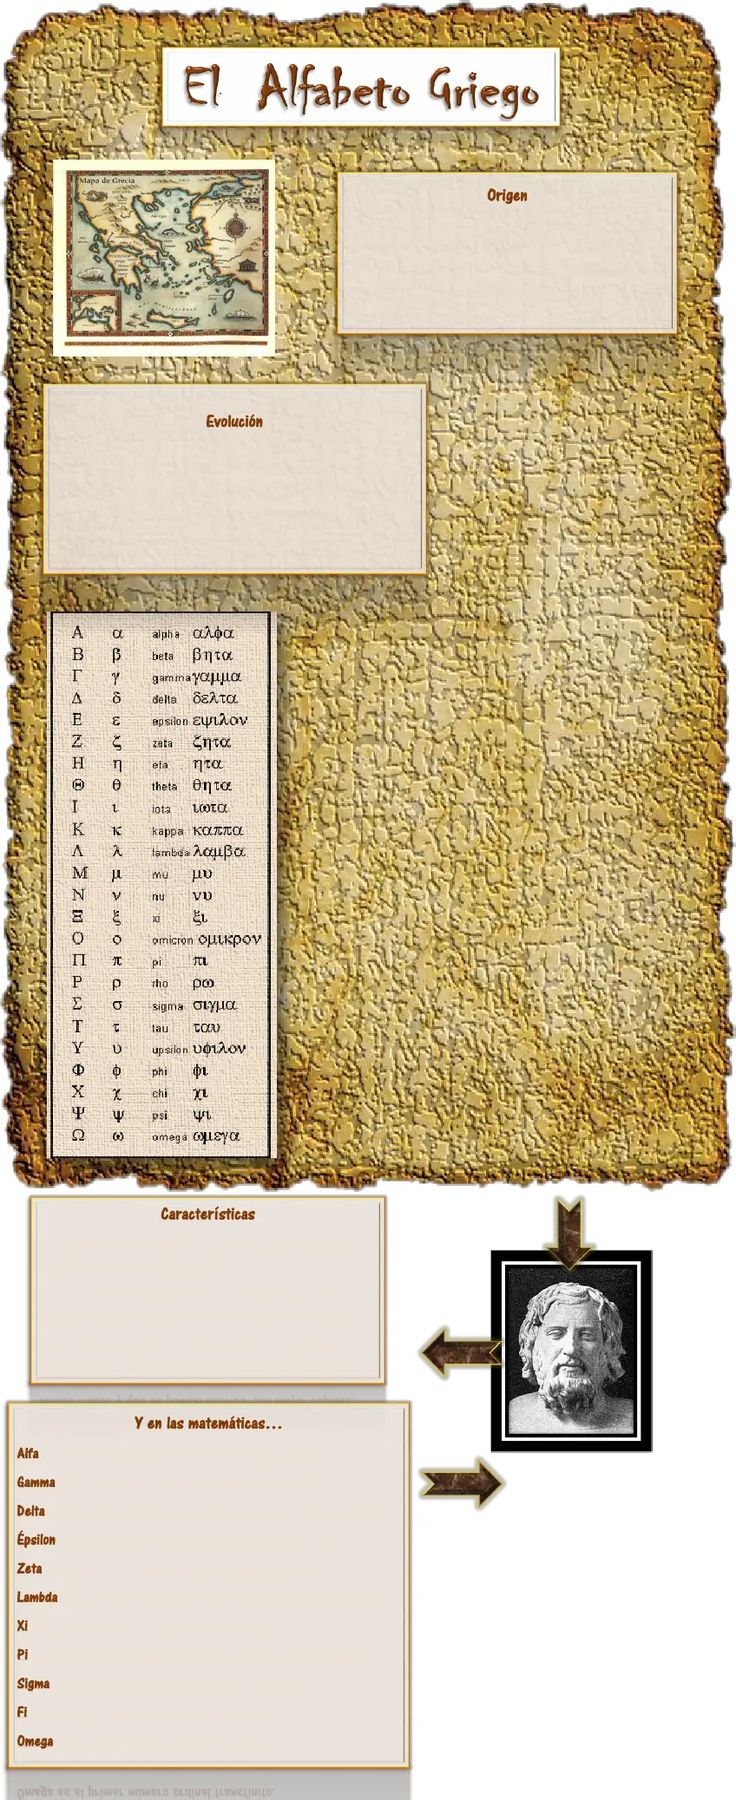 El Alfabeto Griego
Mapa de Grecia
Origen
Evolución
Α α alpha αλφα
Β β beta βητα
Γ γ gamma γαμμα
Δ δ delta δελτα
Ε ε epsilon εψιλον
Ζ ζ zeta ζητα
Η η eta ητα
Θ θ theta θητα
Ι ι iota ιωτα
Κ κ kappa καππα
Λ λ lambda λαμβα
Μ μ mu μυ
Ν ν nu νυ
Ξ ξ xi ξι
Ο ο omicron ομικρον
Π π pi πι
Ρ ρ rho ρω
Σ σ sigma σιγμα
Τ τ tau ταυ
Υ υ upsilon υψιλον
Φ φ phi φι
Χ χ chi χι
Ψ ψ psi ψι
Ω ω omega ωμεγα
Características
Y en las matemáticas...
Alfa
Gamma
Delta
Épsilon
Zeta
Lambda
Xi
Pi
Sigma
Fi
Omega
Omega es el primer número ordinal transfinito.